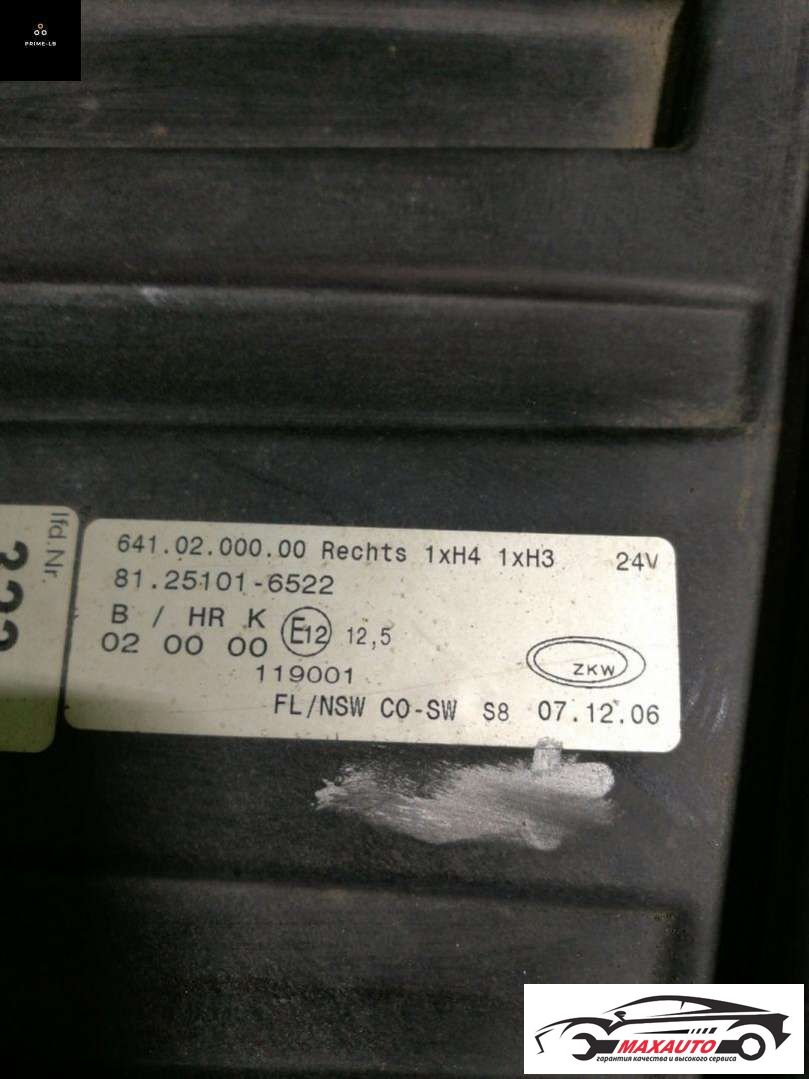 PRIME-LB
lfd.Nr.
641.02.000.00 Rechts 1xH4 1xH3 24V
81.25101-6522
B / HR K
02 00 00 E12 12,5
119001
ZKW
FL/NSW CO-SW S8 07.12.06
MAXAUTO
гарантия качества и высокого сервиса